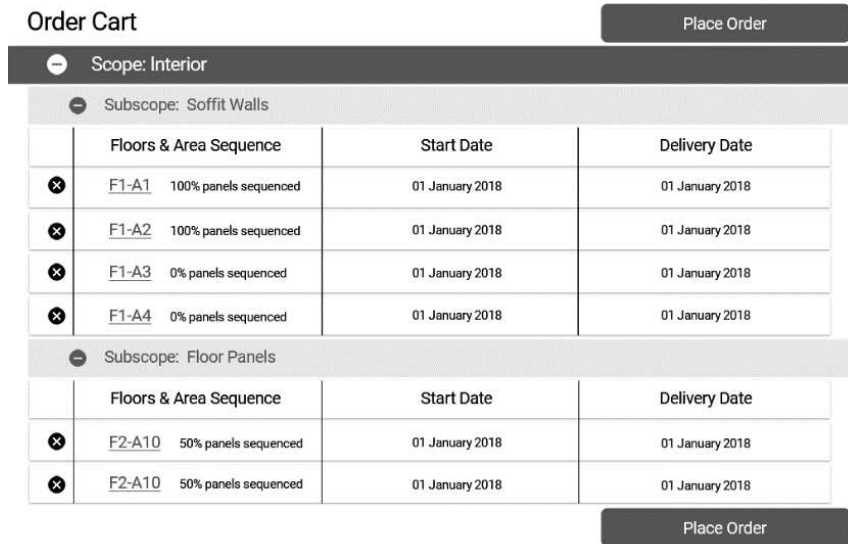 Order Cart
Place Order
Scope: Interior
Subscope: Soffit Walls
Floors & Area Sequence Start Date Delivery Date
F1-A1 100% panels sequenced 01 January 2018 01 January 2018
F1-A2 100% panels sequenced 01 January 2018 01 January 2018
F1-A3 0% panels sequenced 01 January 2018 01 January 2018
F1-A4 0% panels sequenced 01 January 2018 01 January 2018
Subscope: Floor Panels
Floors & Area Sequence Start Date Delivery Date
F2-A10 50% panels sequenced 01 January 2018 01 January 2018
F2-A10 50% panels sequenced 01 January 2018 01 January 2018
Place Order